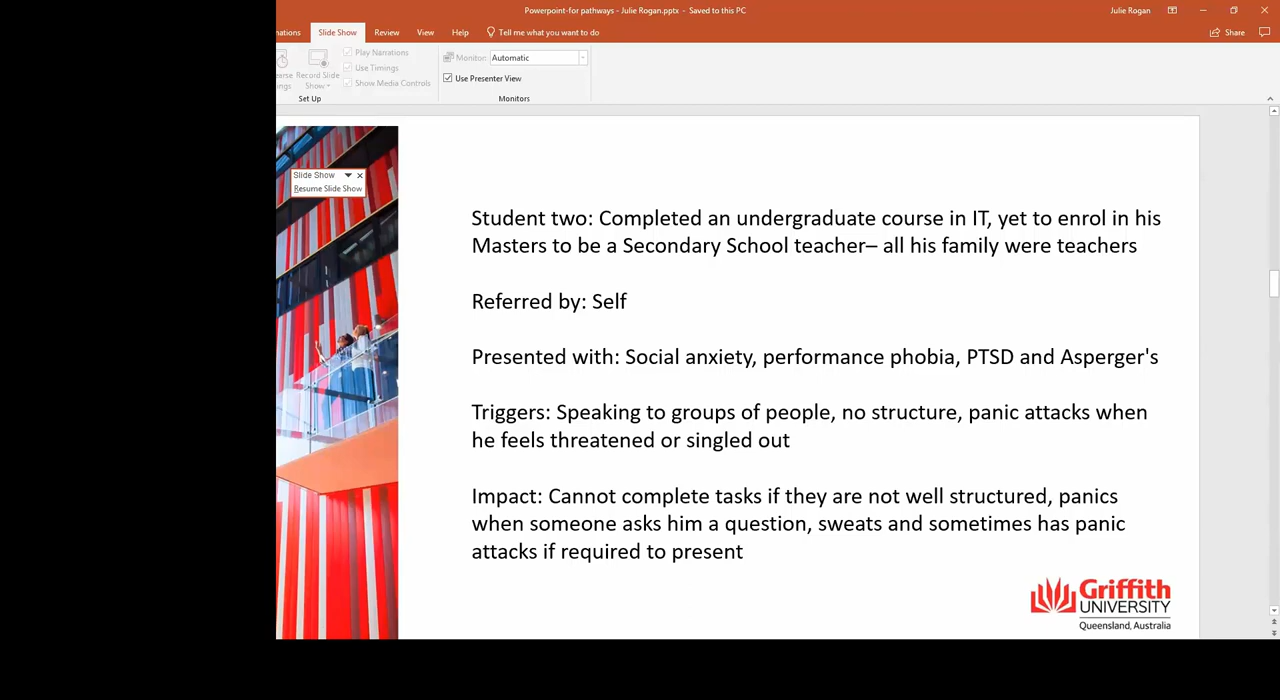 Powerpoint-for pathways - Julie Rogan.pptx - Saved to this PC
Julie Rogan
ations
Slide Show
Review
View
Help
Tell me what you want to do
Share
earse
ings
Record Slide
Show
Play Narrations
Use Timings
Show Media Controls
Set Up
Monitor:
Automatic
Use Presenter View
Monitors
Slide Show
Resume Slide Show
Student two: Completed an undergraduate course in IT, yet to enrol in his
Masters to be a Secondary School teacher– all his family were teachers
Referred by: Self
Presented with: Social anxiety, performance phobia, PTSD and Asperger's
Triggers: Speaking to groups of people, no structure, panic attacks when
he feels threatened or singled out
Impact: Cannot complete tasks if they are not well structured, panics
when someone asks him a question, sweats and sometimes has panic
attacks if required to present
Griffith
UNIVERSITY
Queensland, Australia